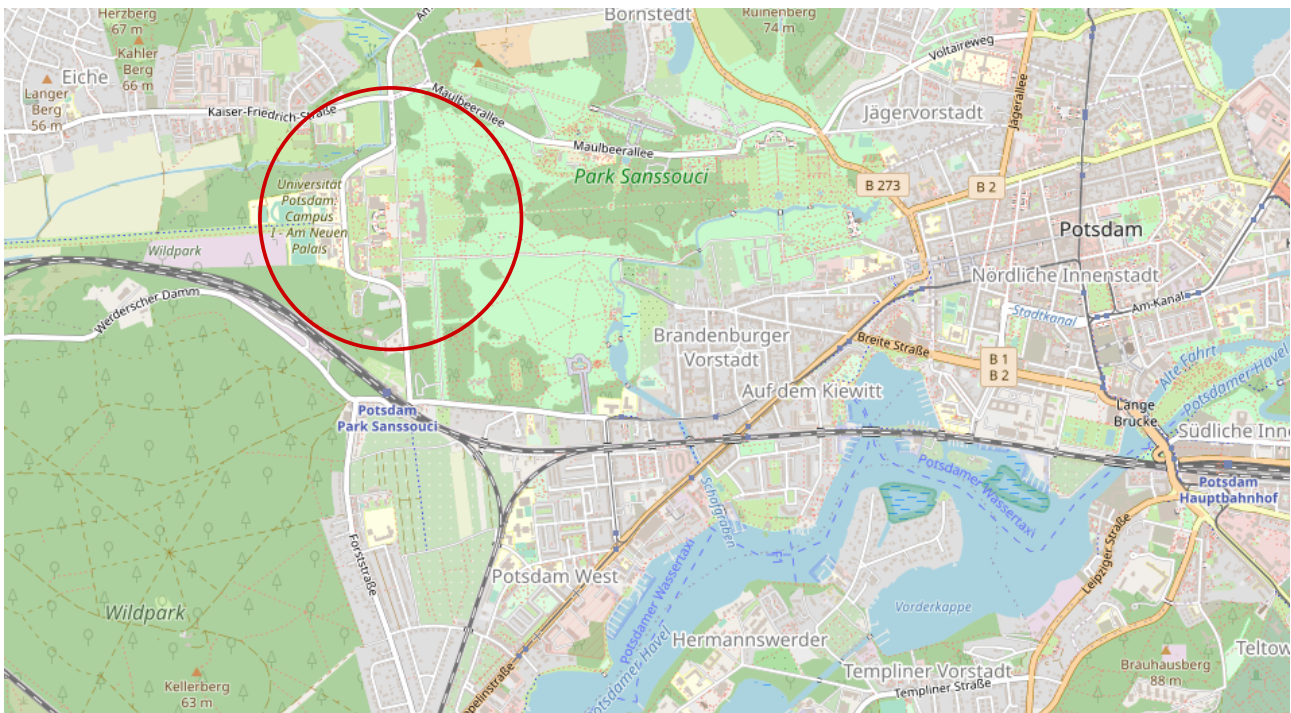 Herzberg
67 m
Kahler
Berg
66 m
Eiche
Langer
Berg
56 m
Kaiser-Friedrich-Straße
Maulbeerallee
Maulbeerallee
Bornstedt
Ruinenberg
74 m
Voltaireweg
Jägervorstadt
Jägerallee
Park Sanssouci
B 273
B 2
Universität
Potsdam:
Campus
I - Am Neuen
Palais
Wildpark
Potsdam
Nördliche Innenstadt
Am-Kanal
Stadtkanal
Werderscher Damm
Brandenburger
Vorstadt
Breite Straße
B 1
B 2
Alte Fahrt
Potsdamer Havel
Auf dem Kiewitt
Lange
Brücke
Potsdam
Park Sanssouci
Südliche Inne
Potsdam
Hauptbahnhof
Potsdamer Wassertaxi
Schafgraben
Forststraße
F1
Leipziger Straße
Potsdam West
Potsdamer Wassertaxi
Potsdamer Havel
Vorderkappe
Wildpark
Hermannswerder
Teltow
Brauhausberg
88 m
Templiner Vorstadt
Templiner Straße
Kellerberg
63 m
ppelinstraße